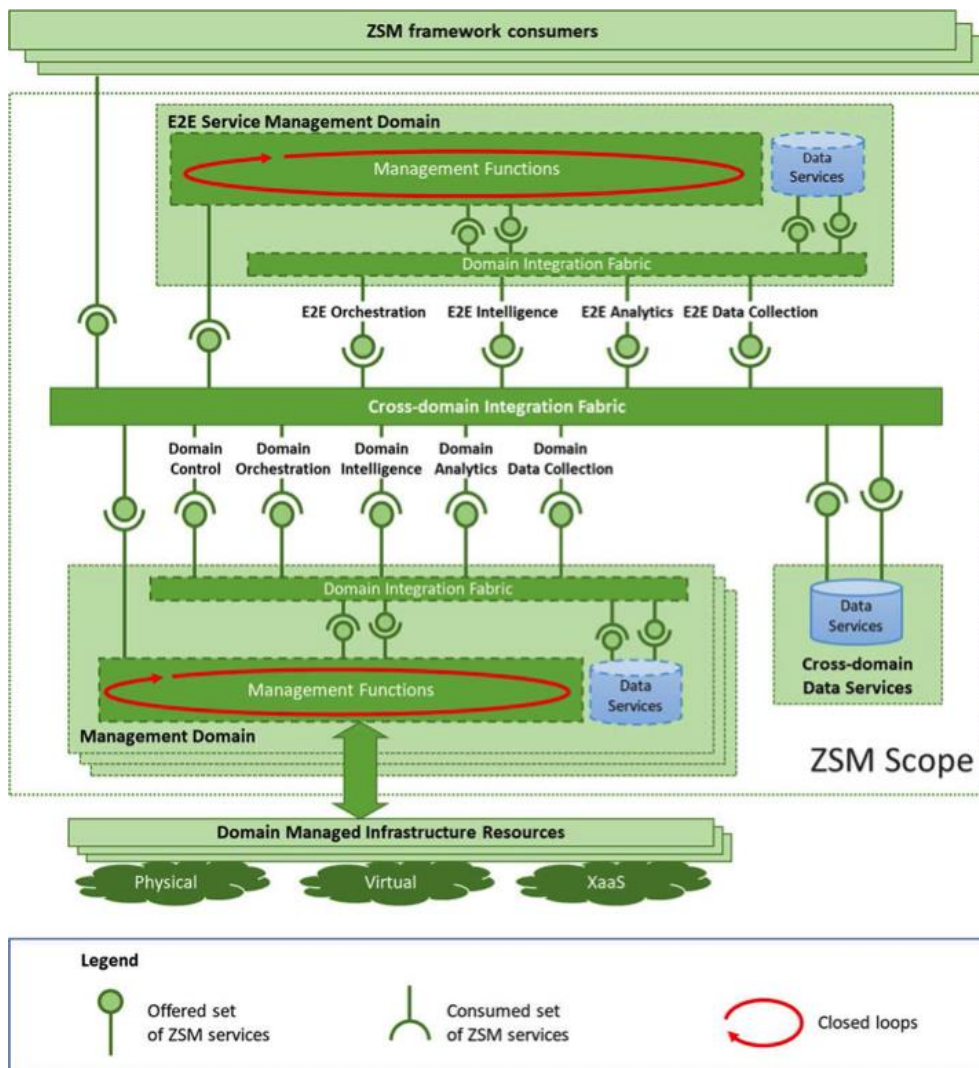 ZSM framework consumers
E2E Service Management Domain
Management Functions
Data
Services
Domain Integration Fabric
E2E Orchestration
E2E Intelligence
E2E Analytics
E2E Data Collection
Cross-domain Integration Fabric
Domain
Control
Domain
Orchestration
Domain
Intelligence
Domain
Analytics
Domain
Data Collection
Domain Integration Fabric
Management Functions
Data
Services
Management Domain
Data
Services
Cross-domain
Data Services
ZSM Scope
Domain Managed Infrastructure Resources
Physical
Virtual
XaaS
Legend
Offered set
of ZSM services
Consumed set
of ZSM services
Closed loops